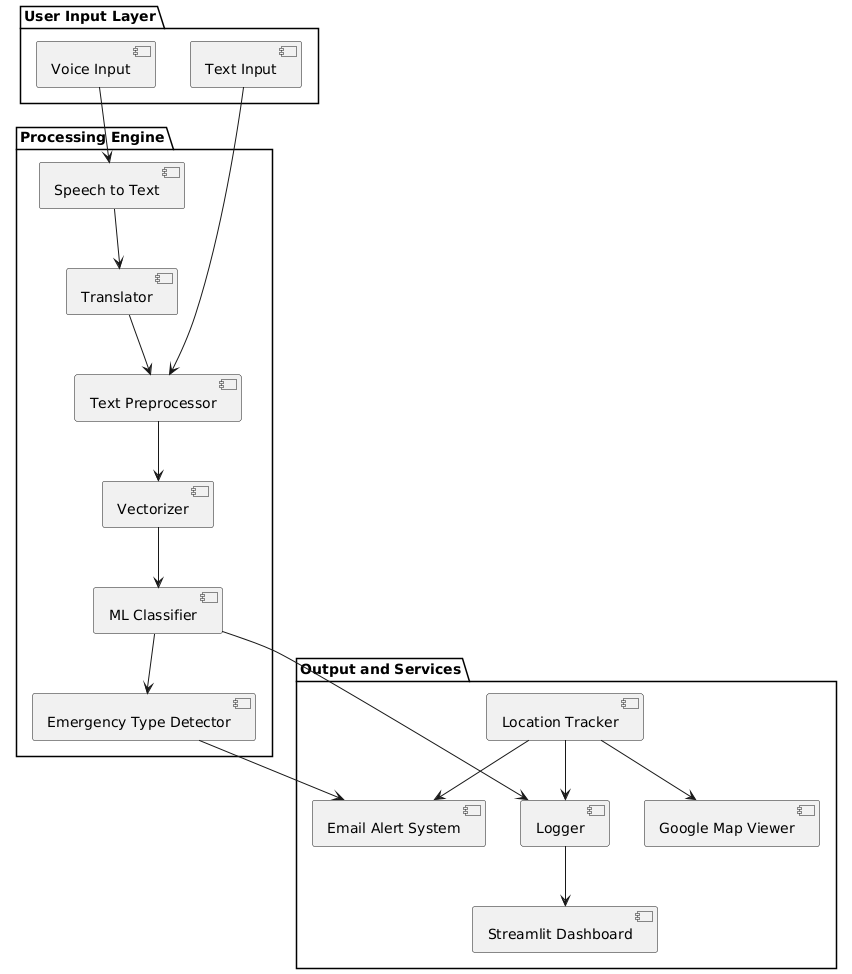 User Input Layer
Voice Input
Text Input
Processing Engine
Speech to Text
Translator
Text Preprocessor
Vectorizer
ML Classifier
Emergency Type Detector
Output and Services
Location Tracker
Email Alert System
Logger
Google Map Viewer
Streamlit Dashboard